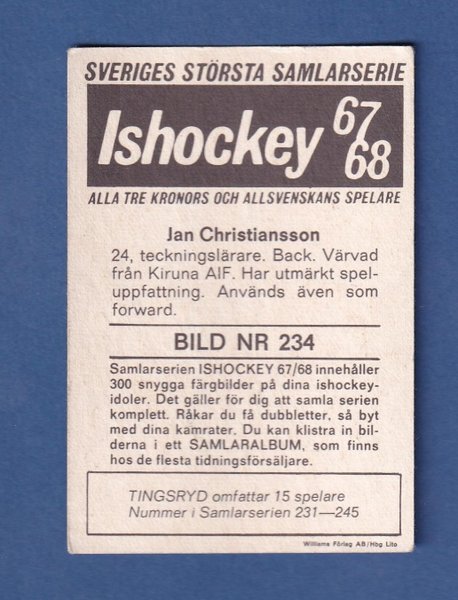 SVERIGES STÖRSTA SAMLARSERIE
Ishockey 67
68
ALLA TRE KRONORS OCH ALLSVENSKANS SPELARE
Jan Christiansson
24, teckningslärare. Back. Värvad
från Kiruna AIF. Har utmärkt spel-
uppfattning. Används även som
forward.
BILD NR 234
Samlarserien ISHOCKEY 67/68 innehåller
300 snygga färgbilder på dina ishockey-
idoler. Det gäller för dig att samla serien
komplett. Råkar du få dubbletter, så byt
med dina kamrater. Du kan klistra in bil-
derna i ett SAMLARALBUM, som finns
hos de flesta tidningsförsäljare.
TINGSRYD omfattar 15 spelare
Nummer i Samlarserien 231—245
Williams Förlag AB/Hbg Lito